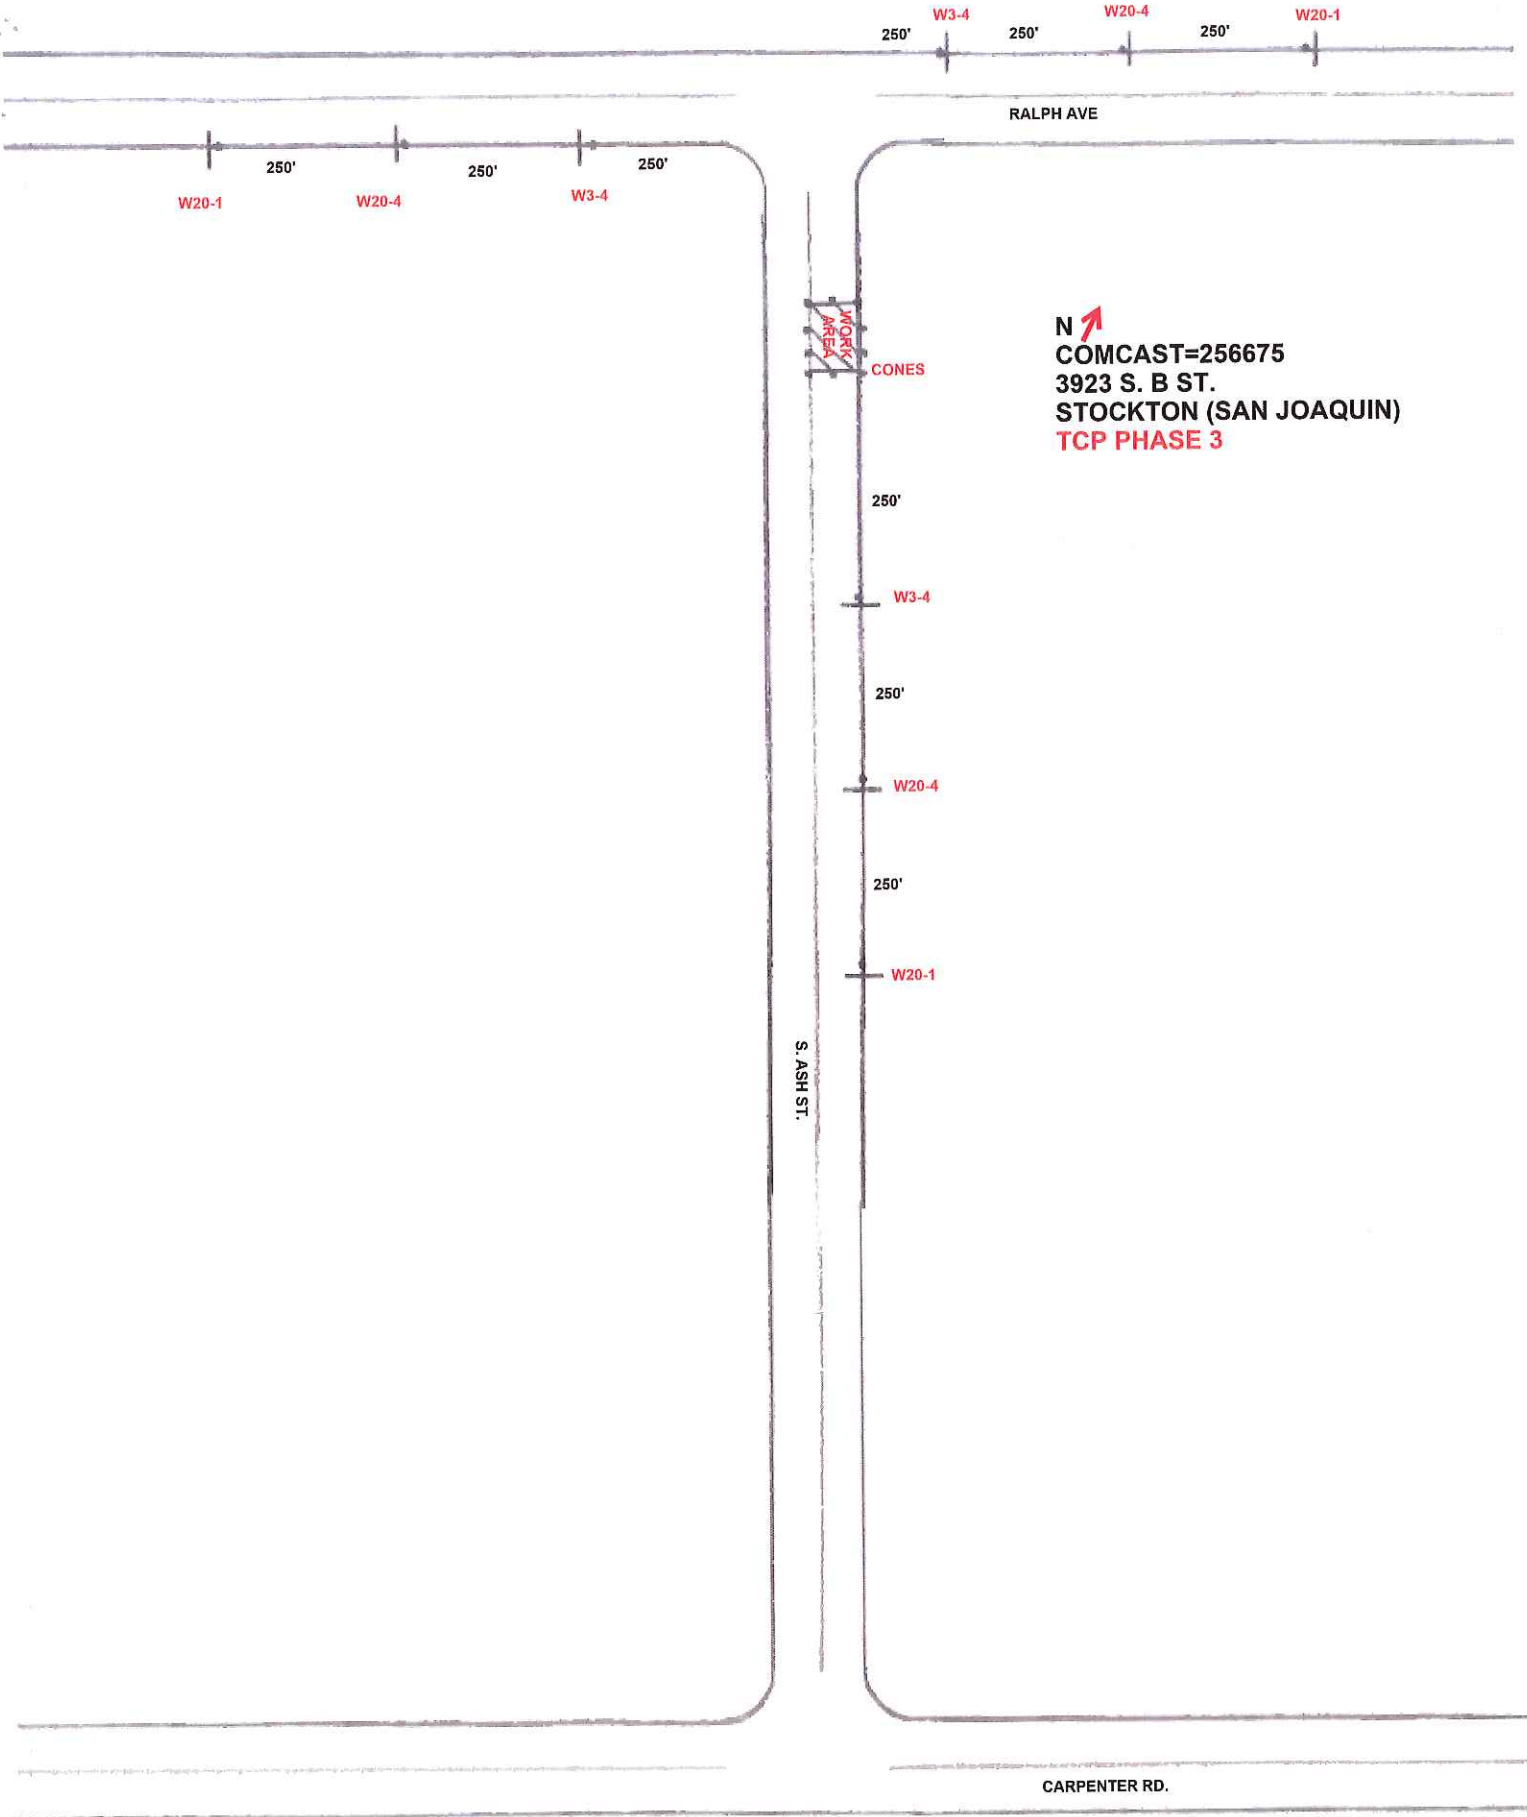 W3-4
W20-4
W20-1
250'
250'
250'
RALPH AVE
250'
250'
250'
W20-1
W20-4
W3-4
WORK
AREA
CONES
N
COMCAST=256675
3923 S. B ST.
STOCKTON (SAN JOAQUIN)
TCP PHASE 3
250'
W3-4
250'
W20-4
250'
W20-1
S. ASH ST.
CARPENTER RD.